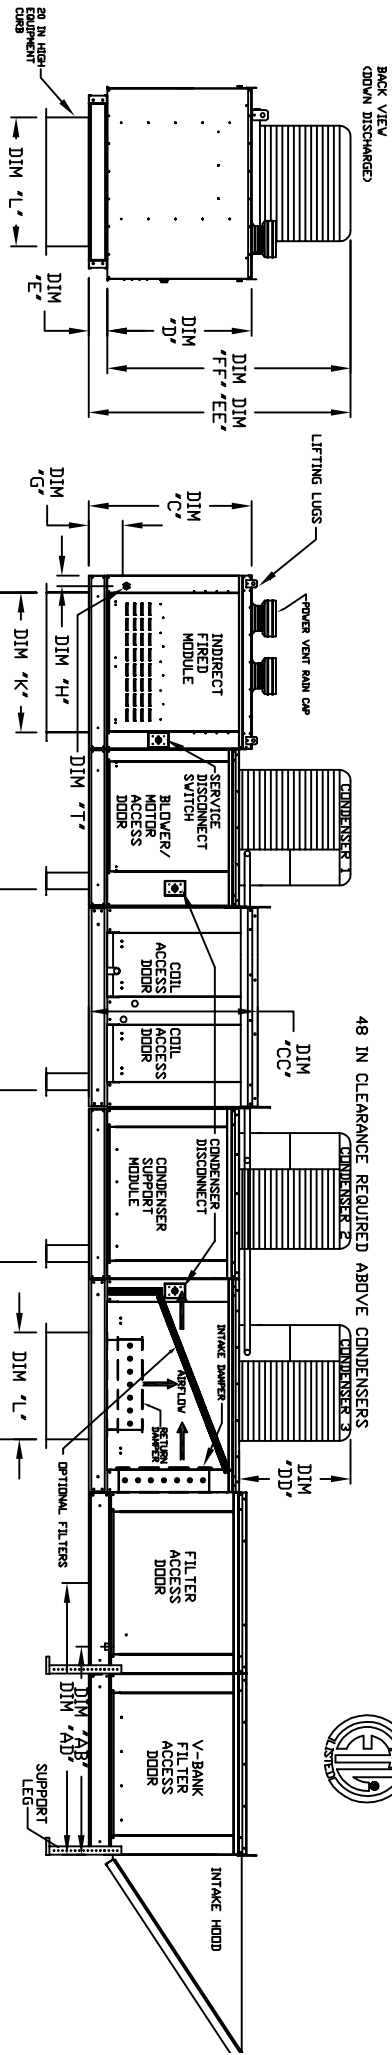 BACK VIEW
(DOWN DISCHARGE)
20 IN HIGH
EQUIPMENT
CURB
DIM "L"
DIM
"E"
DIM
"D"
DIM
"FF"
DIM
"EE"
LIFTING LUGS
POWER VENT RAIN CAP
DIM
"C"
DIM
"G"
INDIRECT
FIRED
MODULE
DIM "H"
DIM "K"
DIM "T"
SERVICE
DISCONNECT
SWITCH
BLOWER/
MOTOR
ACCESS
DOOR
CONDENSER 1
COIL
ACCESS
DOOR
COIL
ACCESS
DOOR
DIM
"CC"
48 IN CLEARANCE REQUIRED ABOVE CONDENSERS
CONDENSER 2
CONDENSER
SUPPORT
MODULE
CONDENSER
DISCONNECT
CONDENSER 3
DIM
"DD"
INTAKE DAMPER
AIRFLOW
RETURN
DAMPER
DIM "L"
OPTIONAL FILTERS
FILTER
ACCESS
DOOR
V-BANK
FILTER
ACCESS
DOOR
DIM "AB"
DIM "AD"
SUPPORT
LEG
INTAKE HOOD
LISTED